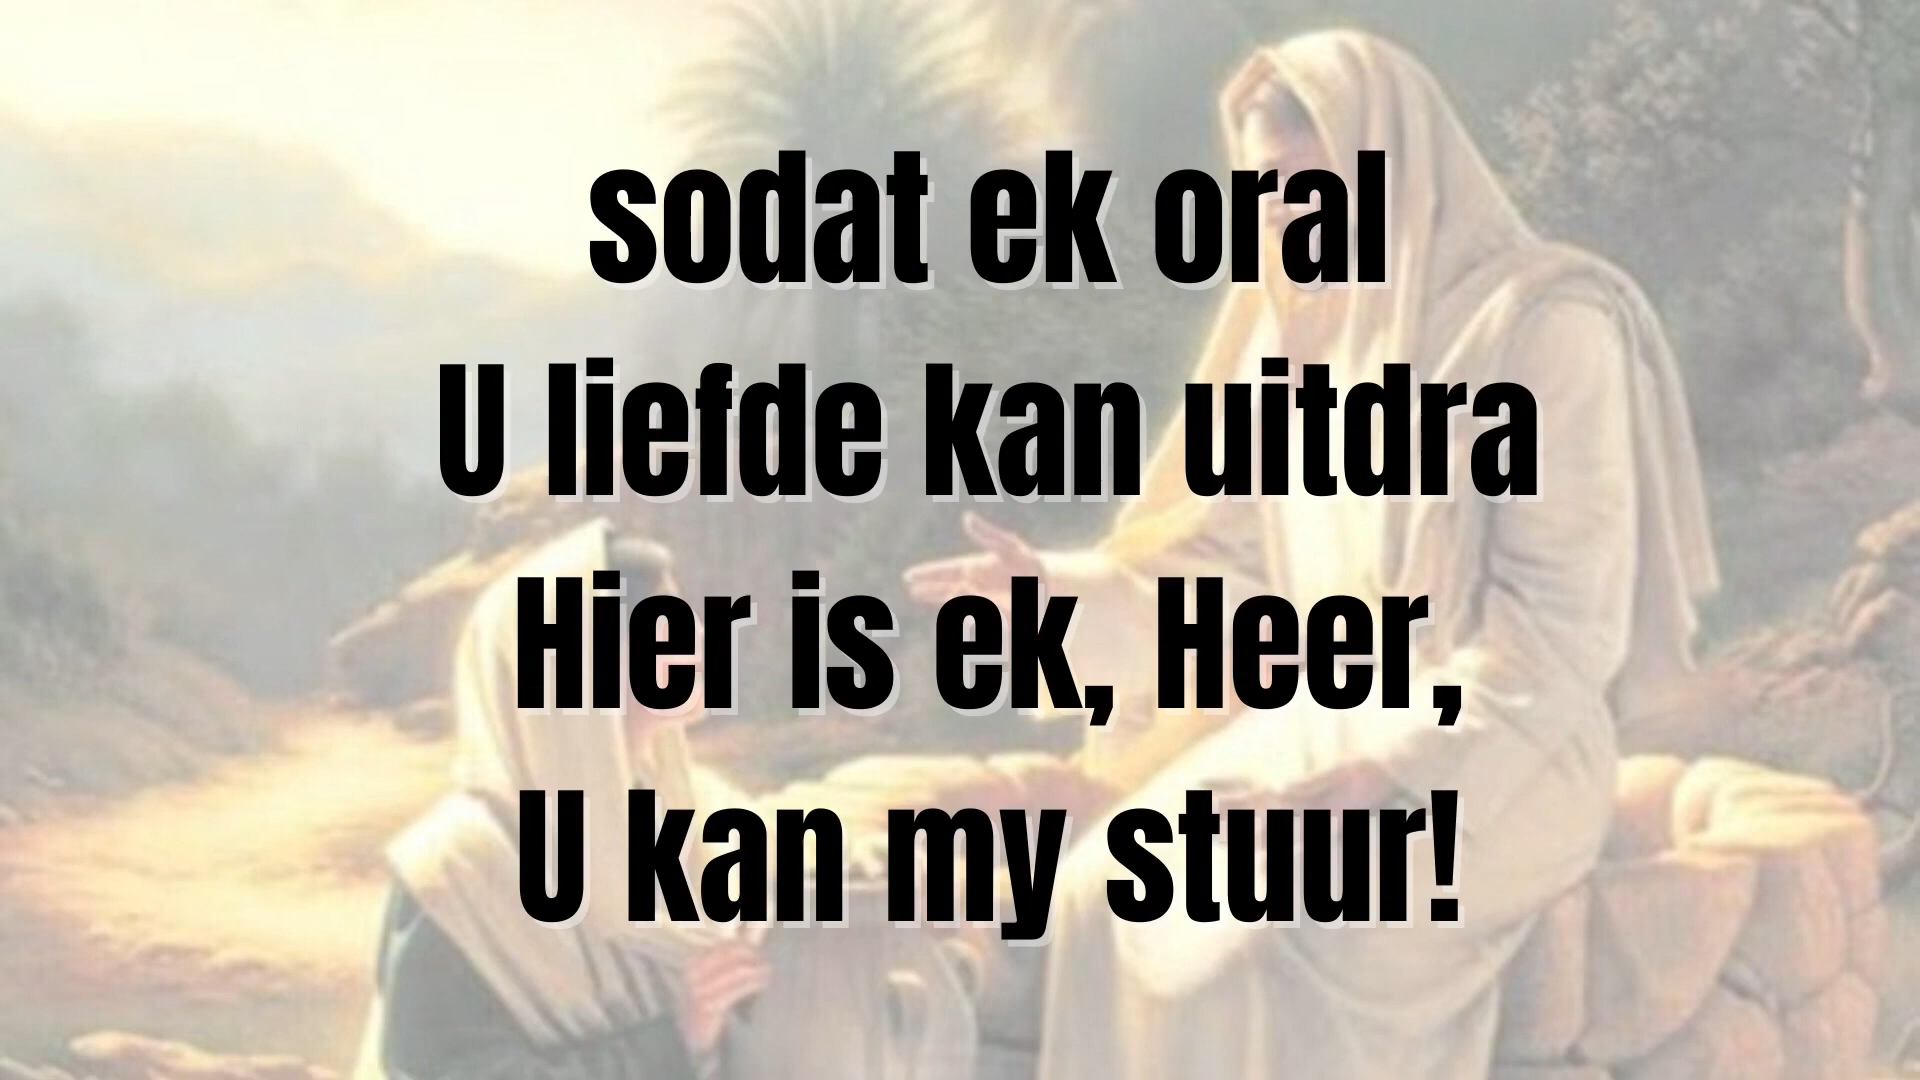 sodat ek oral
U liefde kan uitdra
Hier is ek, Heer,
U kan my stuur!